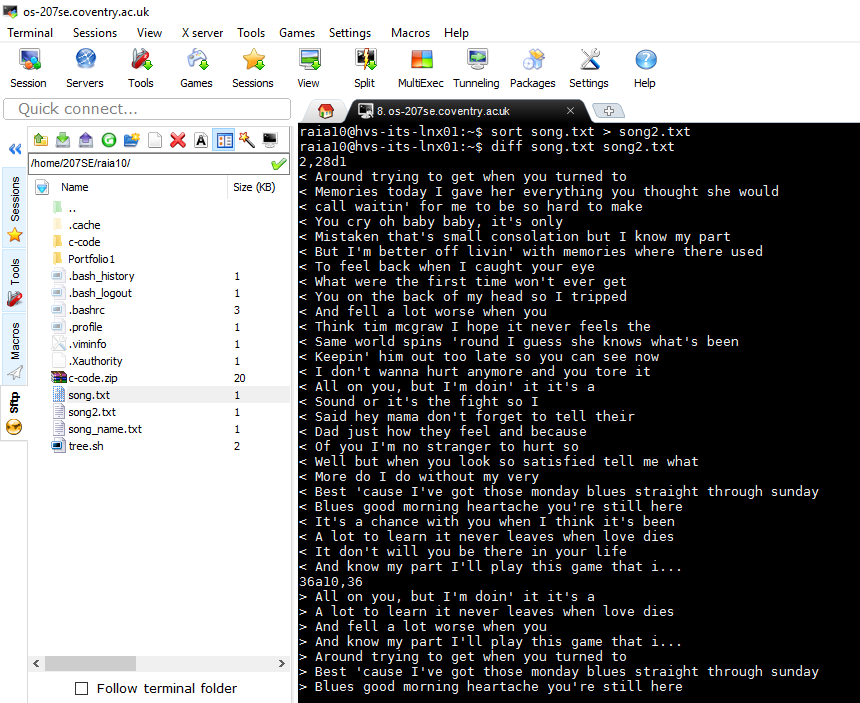 os-207se.coventry.ac.uk
Terminal Sessions View X server Tools Games Settings Macros Help
Session Servers Tools Games Sessions View Split MultiExec Tunneling Packages Settings Help
Quick connect...
8. os-207se.coventry.ac.uk
/home/207SE/raia10/
Name Size (KB)
..
.cache
c-code
Portfolio1
.bash_history 1
.bash_logout 1
.bashrc 3
.profile 1
.viminfo 1
.Xauthority 1
c-code.zip 20
song.txt 1
song2.txt 1
song_name.txt 1
tree.sh 2
Sessions
Tools
Macros
Sftp
Follow terminal folder
raia10@hvs-its-lnx01:~$ sort song.txt > song2.txt
raia10@hvs-its-lnx01:~$ diff song.txt song2.txt
2,28d1
< Around trying to get when you turned to
< Memories today I gave her everything you thought she would
< call waitin' for me to be so hard to make
< You cry oh baby baby, it's only
< Mistaken that's small consolation but I know my part
< But I'm better off livin' with memories where there used
< To feel back when I caught your eye
< What were the first time won't ever get
< You on the back of my head so I tripped
< And fell a lot worse when you
< Think tim mcgraw I hope it never feels the
< Same world spins 'round I guess she knows what's been
< Keepin' him out too late so you can see now
< I don't wanna hurt anymore and you tore it
< All on you, but I'm doin' it it's a
< Sound or it's the fight so I
< Said hey mama don't forget to tell their
< Dad just how they feel and because
< Of you I'm no stranger to hurt so
< Well but when you look so satisfied tell me what
< More do I do without my very
< Best 'cause I've got those monday blues straight through sunday
< Blues good morning heartache you're still here
< It's a chance with you when I think it's been
< A lot to learn it never leaves when love dies
< It don't will you be there in your life
< And know my part I'll play this game that i...
36a10,36
> All on you, but I'm doin' it it's a
> A lot to learn it never leaves when love dies
> And fell a lot worse when you
> And know my part I'll play this game that i...
> Around trying to get when you turned to
> Best 'cause I've got those monday blues straight through sunday
> Blues good morning heartache you're still here